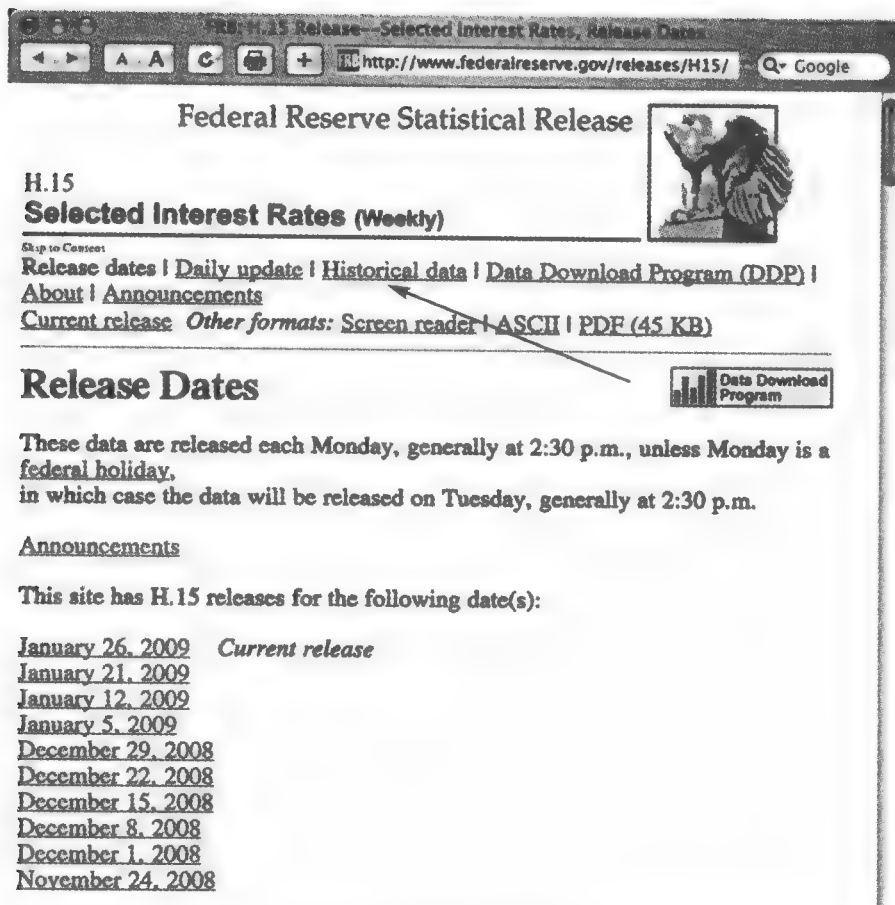 FRB: H.15 Release--Selected Interest Rates, Release Dates
A A C + FRB http://www.federalreserve.gov/releases/H15/ Q Google
Federal Reserve Statistical Release
H.15
Selected Interest Rates (Weekly)
Skip to Content
Release dates | Daily update | Historical data | Data Download Program (DDP) |
About | Announcements
Current release Other formats: Screen reader | ASCII | PDF (45 KB)
Release Dates
Data Download
Program
These data are released each Monday, generally at 2:30 p.m., unless Monday is a
federal holiday,
in which case the data will be released on Tuesday, generally at 2:30 p.m.
Announcements
This site has H.15 releases for the following date(s):
January 26, 2009 Current release
January 21, 2009
January 12, 2009
January 5, 2009
December 29, 2008
December 22, 2008
December 15, 2008
December 8, 2008
December 1, 2008
November 24, 2008